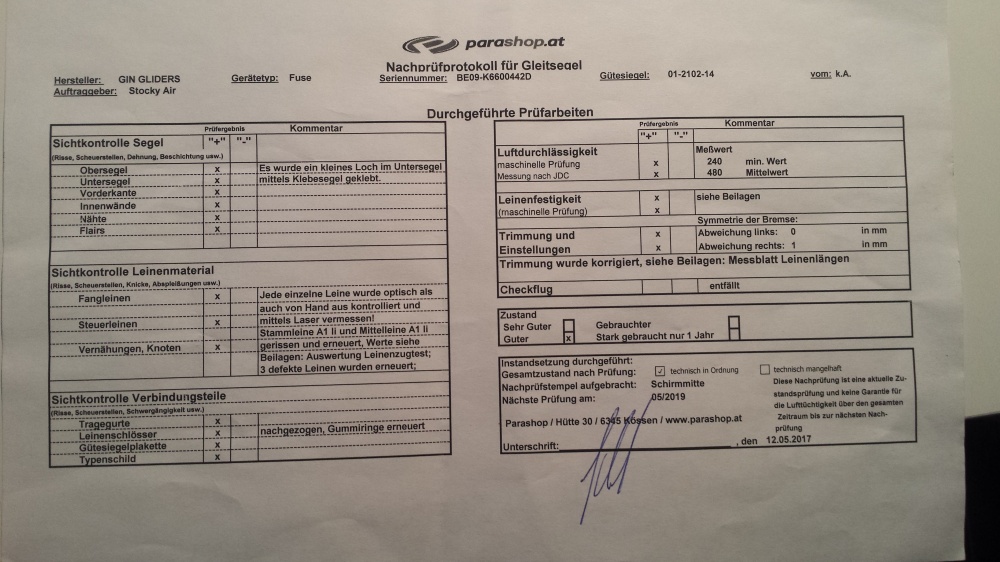 parashop.at
Nachprüfprotokoll für Gleitsegel
Hersteller: GIN GLIDERS Gerätetyp: Fuse Seriennummer: BE09-K6600442D Gütesiegel: 01-2102-14 vom: k.A.
Auftraggeber: Stocky Air
Durchgeführte Prüfarbeiten
Prüfergebnis Kommentar
Sichtkontrolle Segel "+" "-"
(Risse, Scheuerstellen, Dehnung, Beschichtung usw.)
Obersegel x Es wurde ein kleines Loch im Untersegel
Untersegel x mittels Klebesegel geklebt.
Vorderkante x
Innenwände x
Nähte x
Flairs x
Sichtkontrolle Leinenmaterial
(Risse, Scheuerstellen, Knicke, Abspleißungen usw.)
Fangleinen x Jede einzelne Leine wurde optisch als
auch von Hand aus kontrolliert und
Steuerleinen x mittels Laser vermessen!
Stammleine A1 li und Mittelleine A1 li
gerissen und erneuert, Werte siehe
Vernähungen, Knoten x Beilagen: Auswertung Leinenzugtest;
3 defekte Leinen wurden erneuert;
Sichtkontrolle Verbindungsteile
(Risse, Scheuerstellen, Schwergängigkeit usw.)
Tragegurte x
Leinenschlösser x nachgezogen, Gummiringe erneuert
Gütesiegelplakette x
Typenschild x
Prüfergebnis Kommentar
"+" "-"
Luftdurchlässigkeit Meßwert
maschinelle Prüfung x 240 min. Wert
Messung nach JDC x 480 Mittelwert
Leinenfestigkeit x siehe Beilagen
(maschinelle Prüfung) x
Symmetrie der Bremse:
Trimmung und x Abweichung links: 0 in mm
Einstellungen x Abweichung rechts: 1 in mm
Trimmung wurde korrigiert, siehe Beilagen: Messblatt Leinenlängen
Checkflug entfällt
Zustand
Sehr Guter Gebrauchter
Guter x Stark gebraucht nur 1 Jahr
Instandsetzung durchgeführt:
Gesamtzustand nach Prüfung: ✓ technisch in Ordnung technisch mangelhaft
Nachprüfstempel aufgebracht: Schirmmitte
Nächste Prüfung am: 05/2019
Diese Nachprüfung ist eine aktuelle Zu-
standsprüfung und keine Garantie für
die Lufttüchtigkeit über den gesamten
Zeitraum bis zur nächsten Nach-
prüfung
Parashop / Hütte 30 / 6345 Kössen / www.parashop.at
Unterschrift: , den 12.05.2017